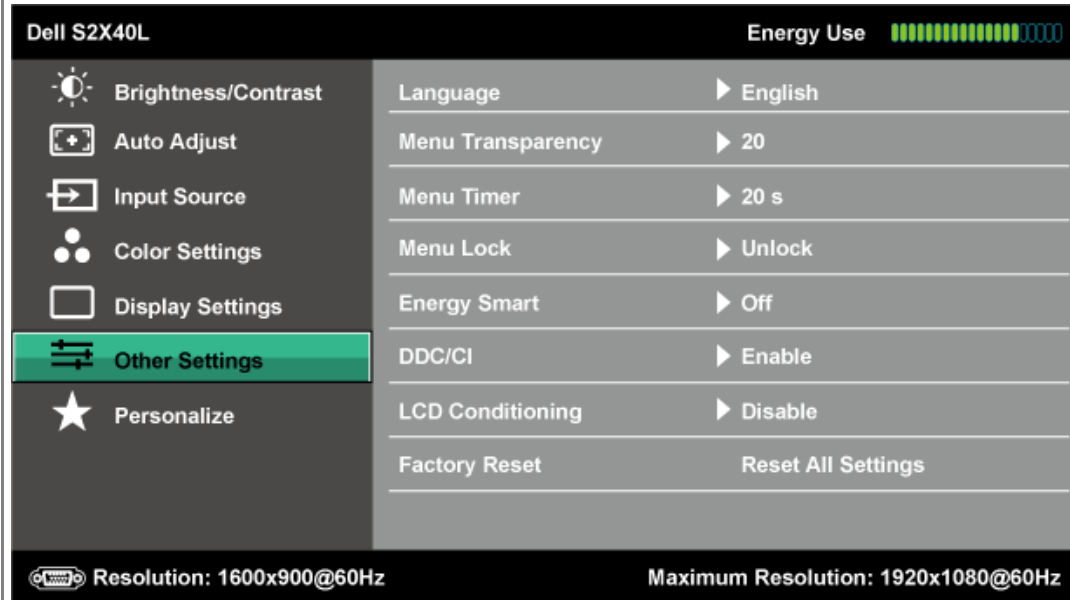 Dell S2X40L Energy Use
Brightness/Contrast
Auto Adjust
Input Source
Color Settings
Display Settings
Other Settings
Personalize
Language English
Menu Transparency 20
Menu Timer 20 s
Menu Lock Unlock
Energy Smart Off
DDC/CI Enable
LCD Conditioning Disable
Factory Reset Reset All Settings
Resolution: 1600x900@60Hz Maximum Resolution: 1920x1080@60Hz